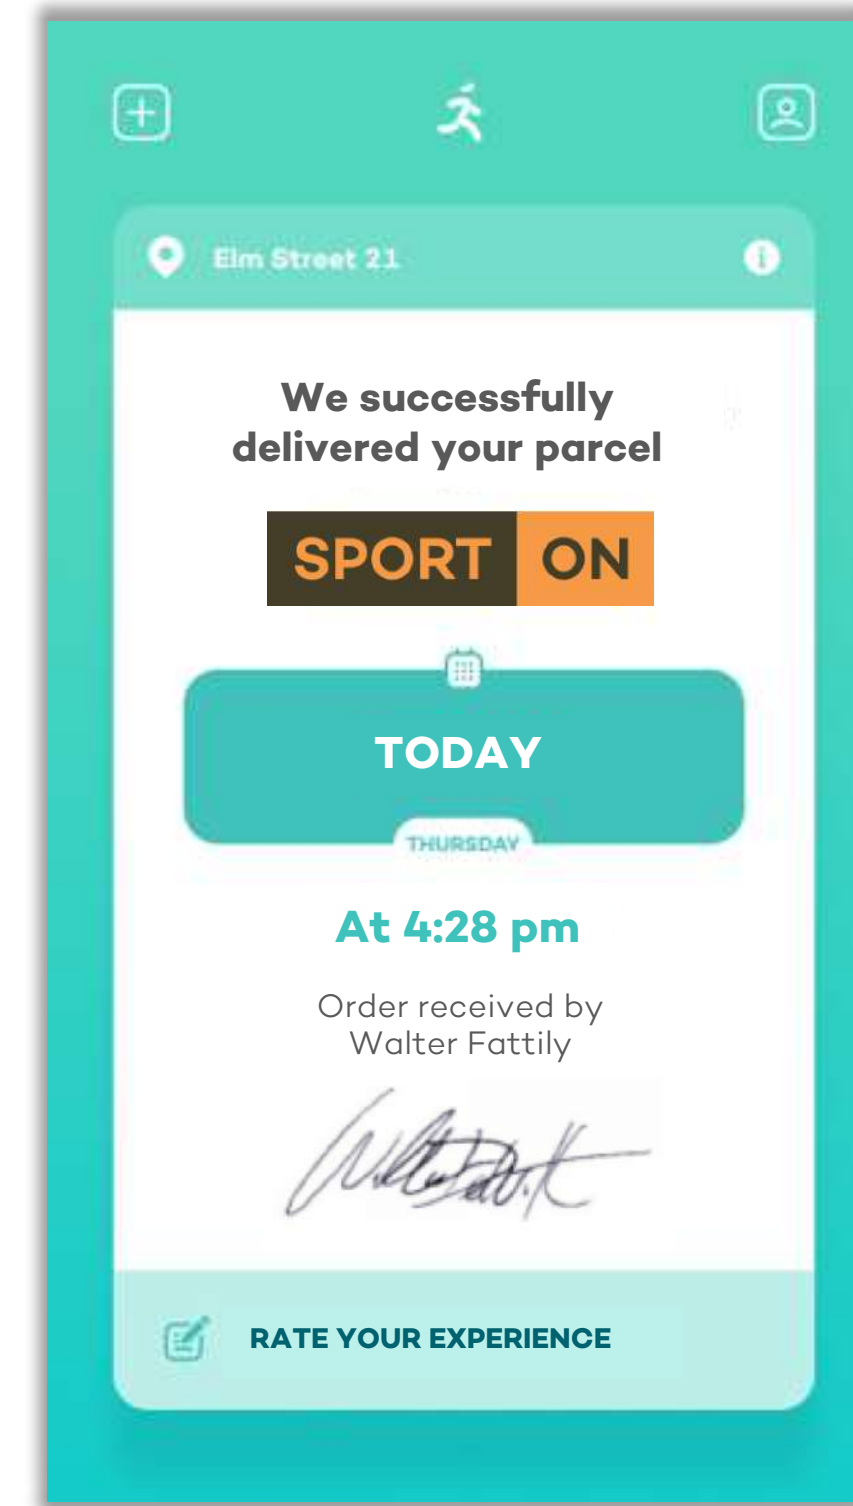 Elm Street 21
We successfully
delivered your parcel
SPORT ON
TODAY
THURSDAY
At 4:28 pm
Order received by
Walter Fattily
RATE YOUR EXPERIENCE